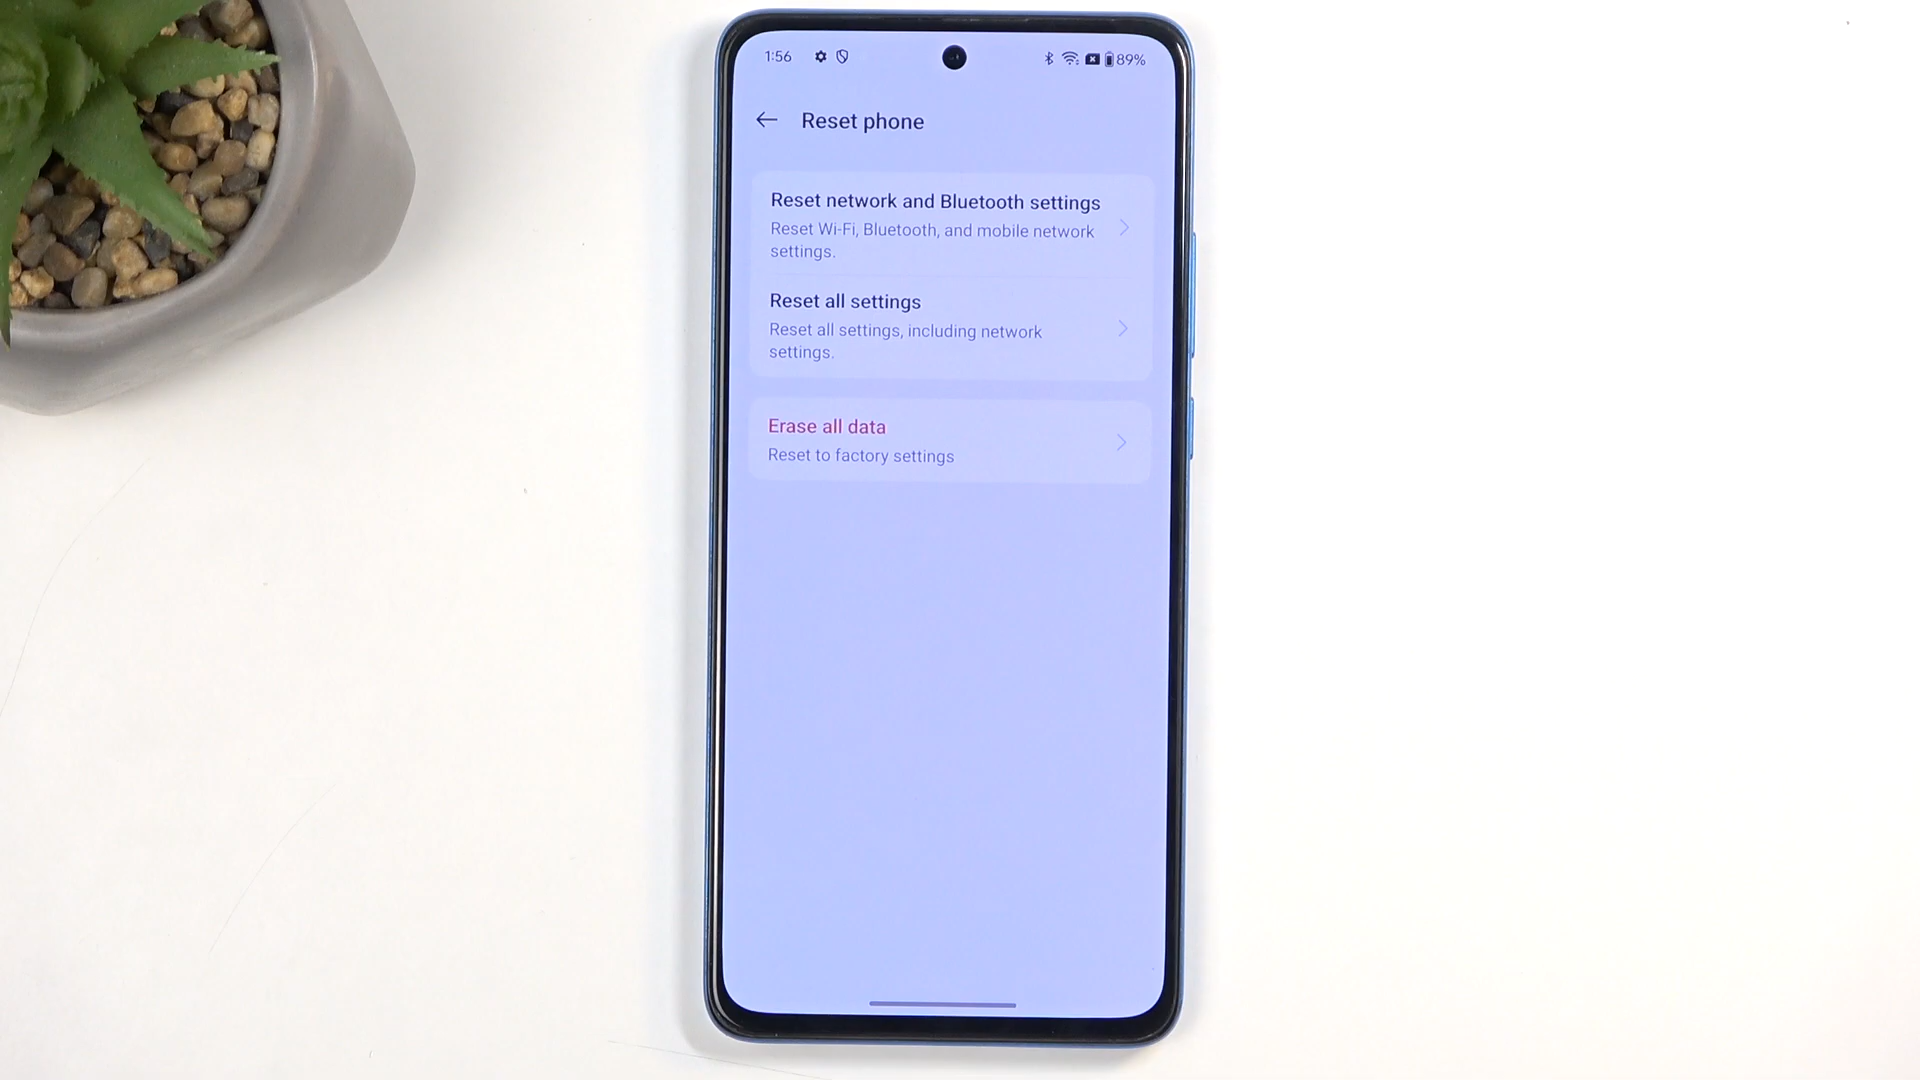 1:56
89%
Reset phone
Reset network and Bluetooth settings
Reset Wi-Fi, Bluetooth, and mobile network
settings.
Reset all settings
Reset all settings, including network
settings.
Erase all data
Reset to factory settings